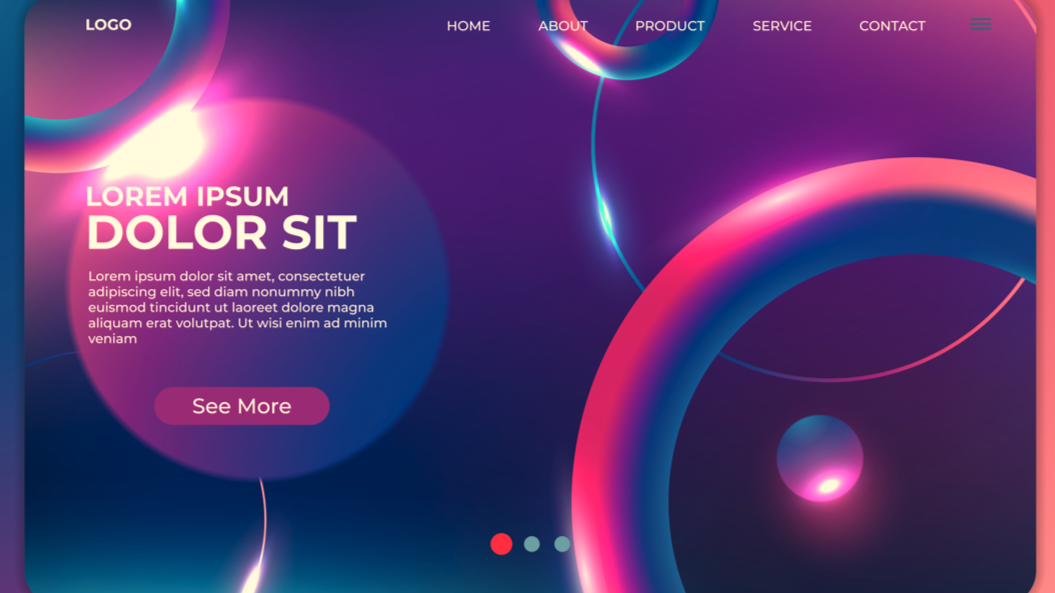 LOGO HOME ABOUT PRODUCT SERVICE CONTACT
LOREM IPSUM
DOLOR SIT
Lorem ipsum dolor sit amet, consectetuer
adipiscing elit, sed diam nonummy nibh
euismod tincidunt ut laoreet dolore magna
aliquam erat volutpat. Ut wisi enim ad minim
veniam
See More